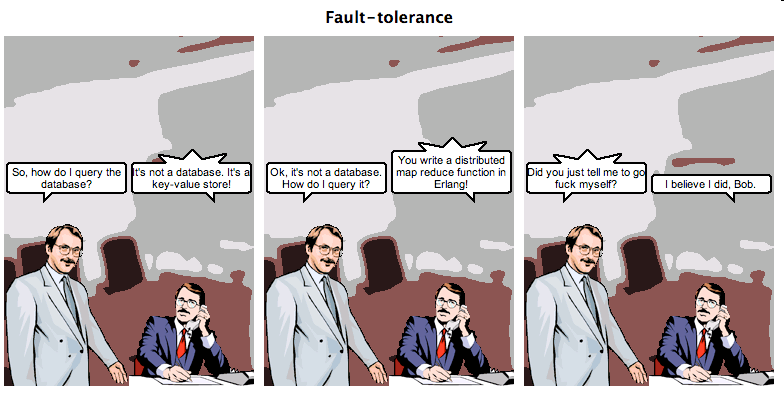 Fault-tolerance
So, how do I query the
database?
It's not a database. It's a
key-value store!
Ok, it's not a database.
How do I query it?
You write a distributed
map reduce function in
Erlang!
Did you just tell me to go
fuck myself?
I believe I did, Bob.